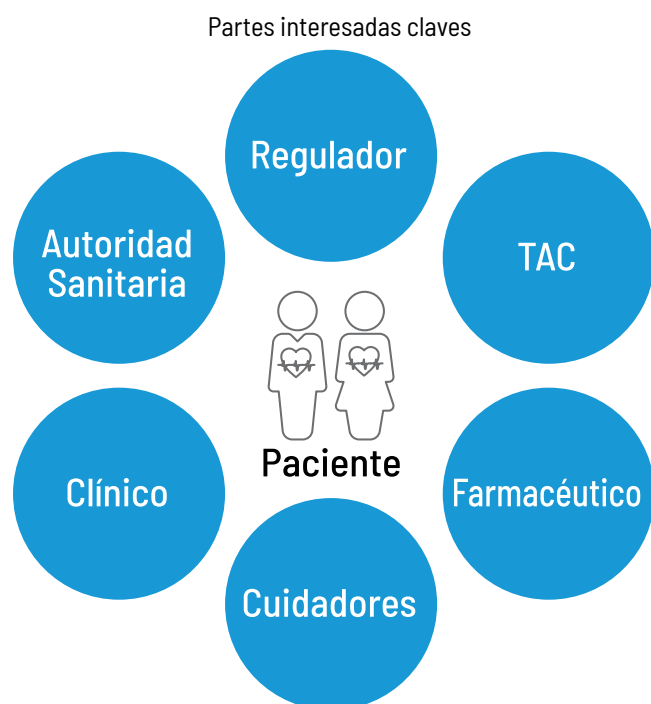 Partes interesadas claves
Regulador
Autoridad
Sanitaria
TAC
Paciente
Clínico
Farmacéutico
Cuidadores